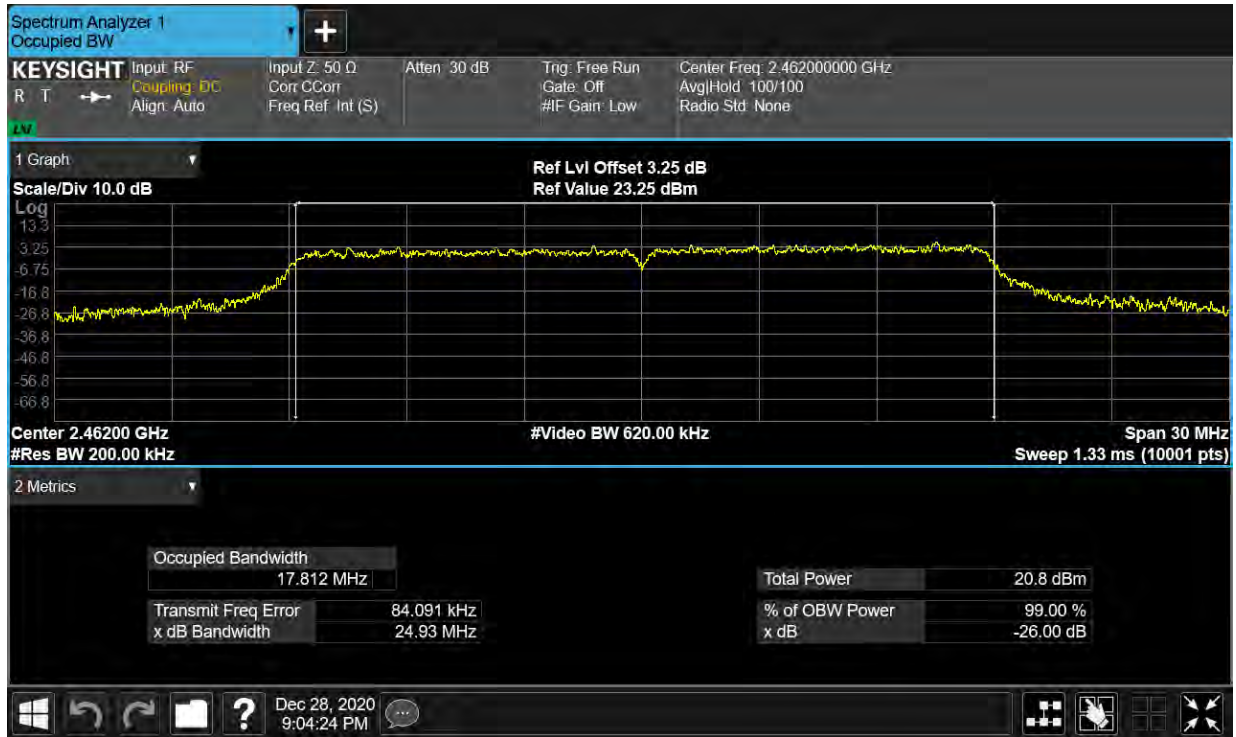 Spectrum Analyzer 1
Occupied BW
+
KEYSIGHT
R T
LXI
Input: RF
Coupling: DC
Align: Auto
Input Z: 50 Ω
Corr CCorr
Freq Ref: Int (S)
Atten: 30 dB
Trig: Free Run
Gate: Off
#IF Gain: Low
Center Freq: 2.462000000 GHz
Avg|Hold: 100/100
Radio Std: None
1 Graph
Scale/Div 10.0 dB
Ref Lvl Offset 3.25 dB
Ref Value 23.25 dBm
Log
13.3
3.25
-6.75
-16.8
-26.8
-36.8
-46.8
-56.8
-66.8
Center 2.46200 GHz
#Res BW 200.00 kHz
#Video BW 620.00 kHz
Span 30 MHz
Sweep 1.33 ms (10001 pts)
2 Metrics
Occupied Bandwidth
17.812 MHz
Transmit Freq Error 84.091 kHz
x dB Bandwidth 24.93 MHz
Total Power 20.8 dBm
% of OBW Power 99.00 %
x dB -26.00 dB
?
Dec 28, 2020
9:04:24 PM